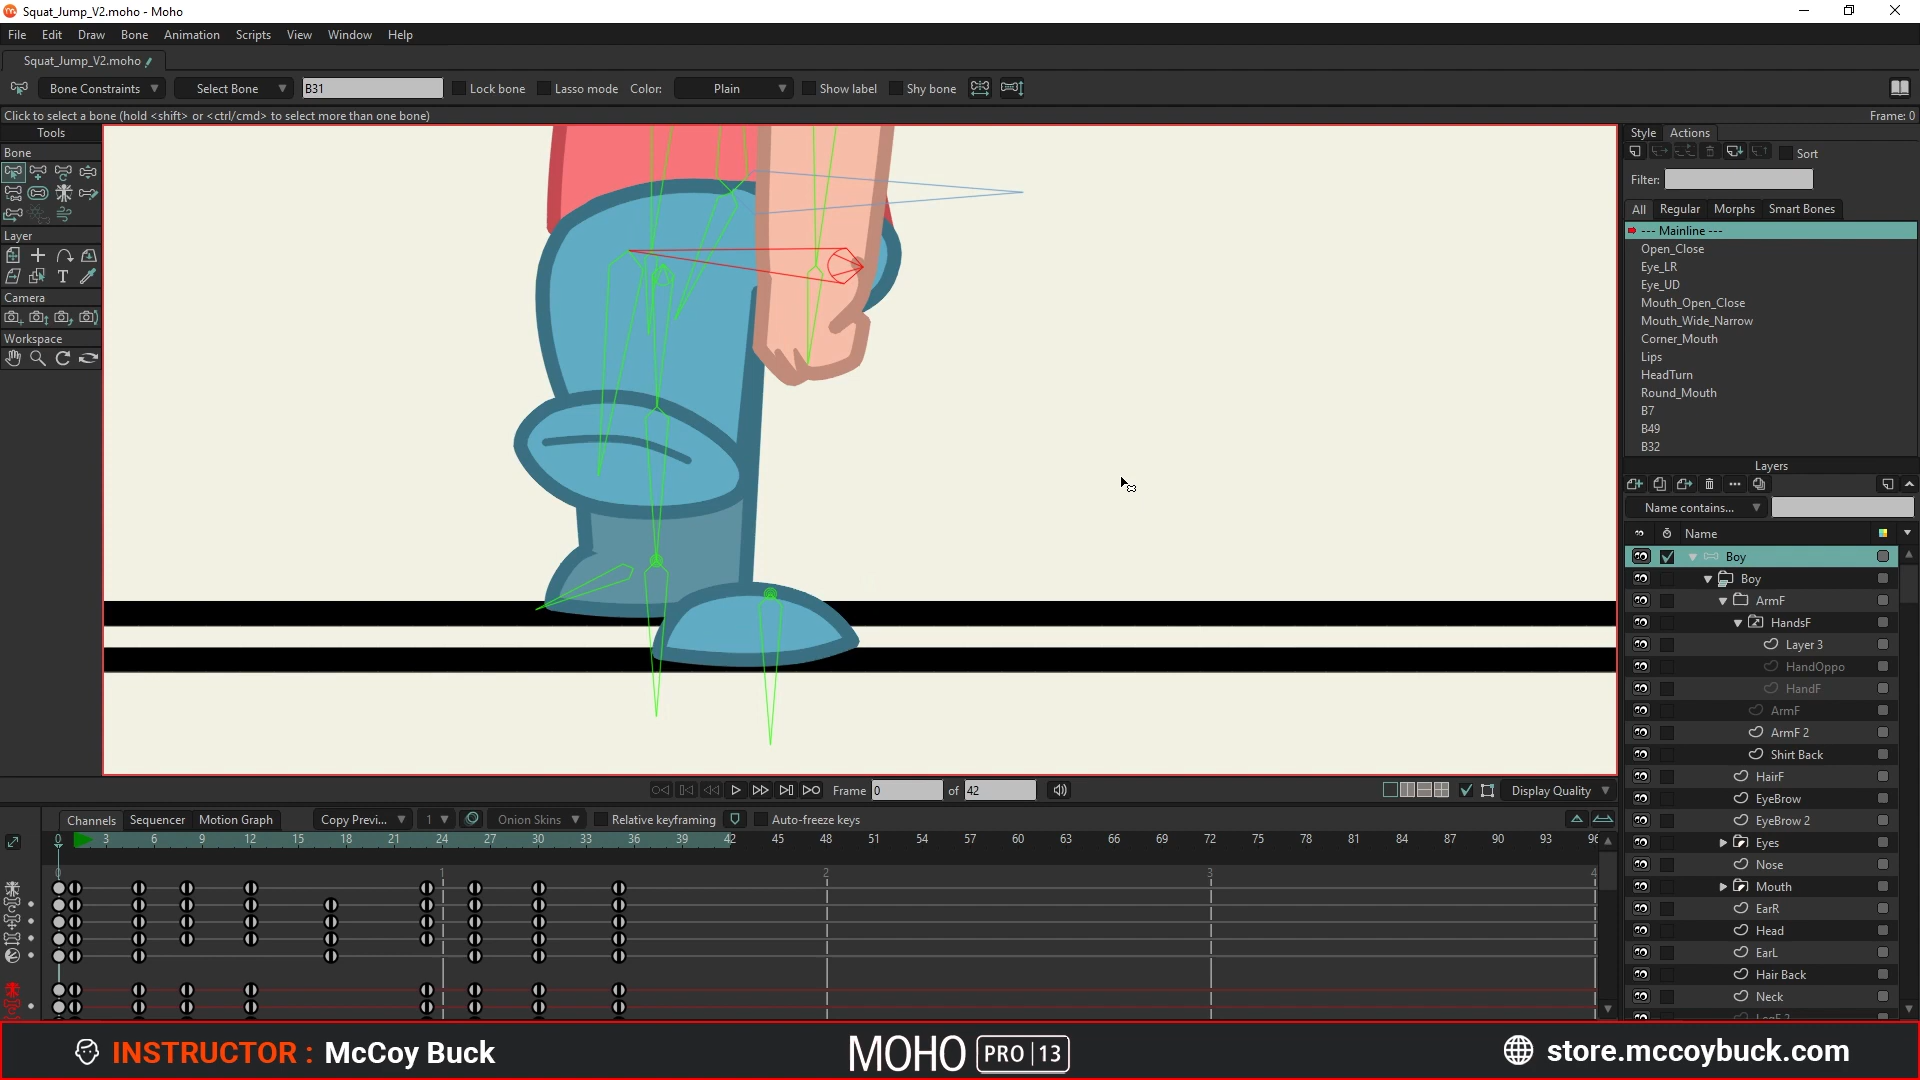 Squat_Jump_V2.moho - Moho
File Edit Draw Bone Animation Scripts View Window Help
Squat_Jump_V2.moho
Bone Constraints Select Bone B31 Lock bone Lasso mode Color: Plain Show label Shy bone
Click to select a bone (hold <shift> or <ctrl/cmd> to select more than one bone) Frame: 0
Tools
Bone
Layer
Camera
Workspace
Style Actions
Sort
Filter:
All Regular Morphs Smart Bones
--- Mainline ---
Open_Close
Eye_LR
Eye_UD
Mouth_Open_Close
Mouth_Wide_Narrow
Corner_Mouth
Lips
HeadTurn
Round_Mouth
B7
B49
B32
Layers
Name contains...
Name
Boy
Boy
ArmF
HandsF
Layer 3
HandOppo
HandF
ArmF
ArmF 2
Shirt Back
HairF
EyeBrow
EyeBrow 2
Eyes
Nose
Mouth
EarR
Head
EarL
Hair Back
Neck
Frame 0 of 42 Display Quality
Channels Sequencer Motion Graph Copy Previ... 1 Onion Skins Relative keyframing Auto-freeze keys
0 3 6 9 12 15 18 21 24 27 30 33 36 39 42 45 48 51 54 57 60 63 66 69 72 75 78 81 84 87 90 93 96
0 1 2 3 4
INSTRUCTOR : McCoy Buck
MOHO PRO 13
store.mccoybuck.com